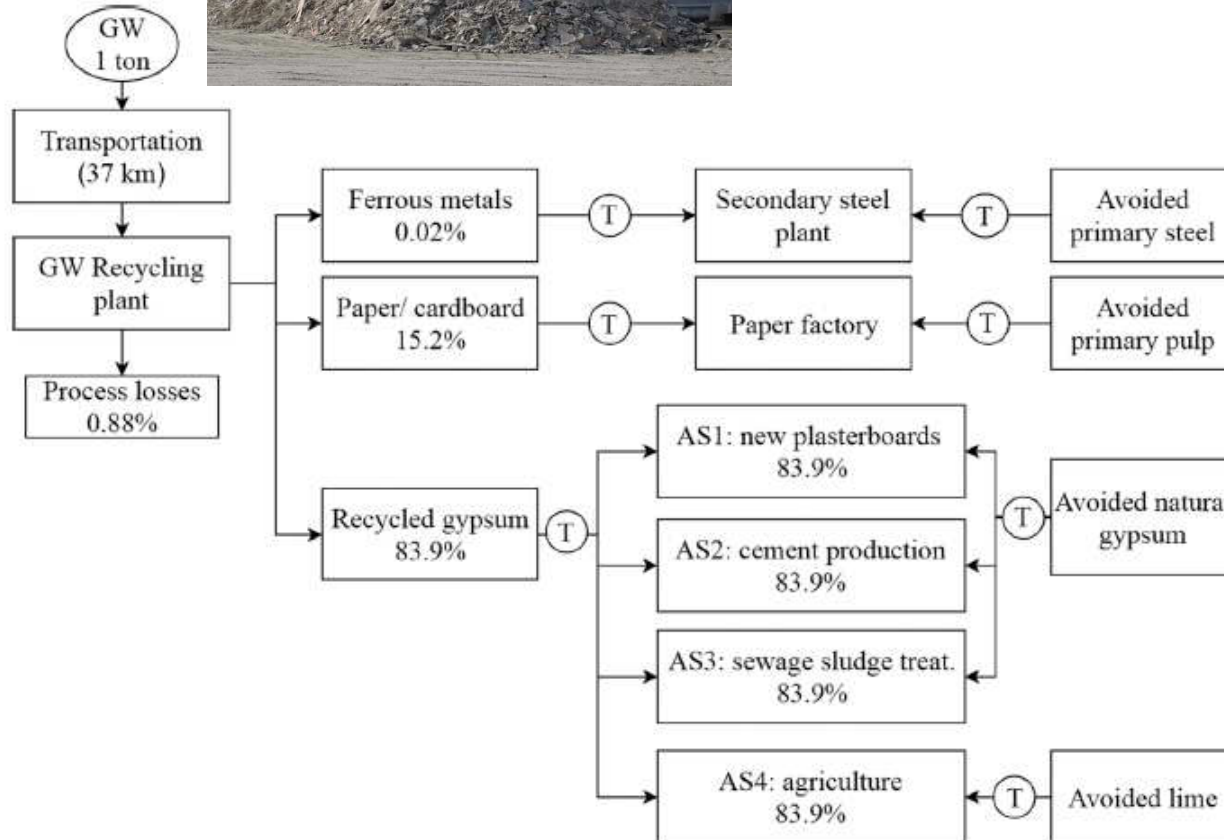 GW
1 ton
Transportation
(37 km)
GW Recycling
plant
Process losses
0.88%
Ferrous metals
0.02%
T
Secondary steel
plant
T
Avoided
primary steel
Paper/ cardboard
15.2%
T
Paper factory
T
Avoided
primary pulp
Recycled gypsum
83.9%
T
AS1: new plasterboards
83.9%
AS2: cement production
83.9%
AS3: sewage sludge treat.
83.9%
AS4: agriculture
83.9%
T
Avoided natura
gypsum
T
Avoided lime